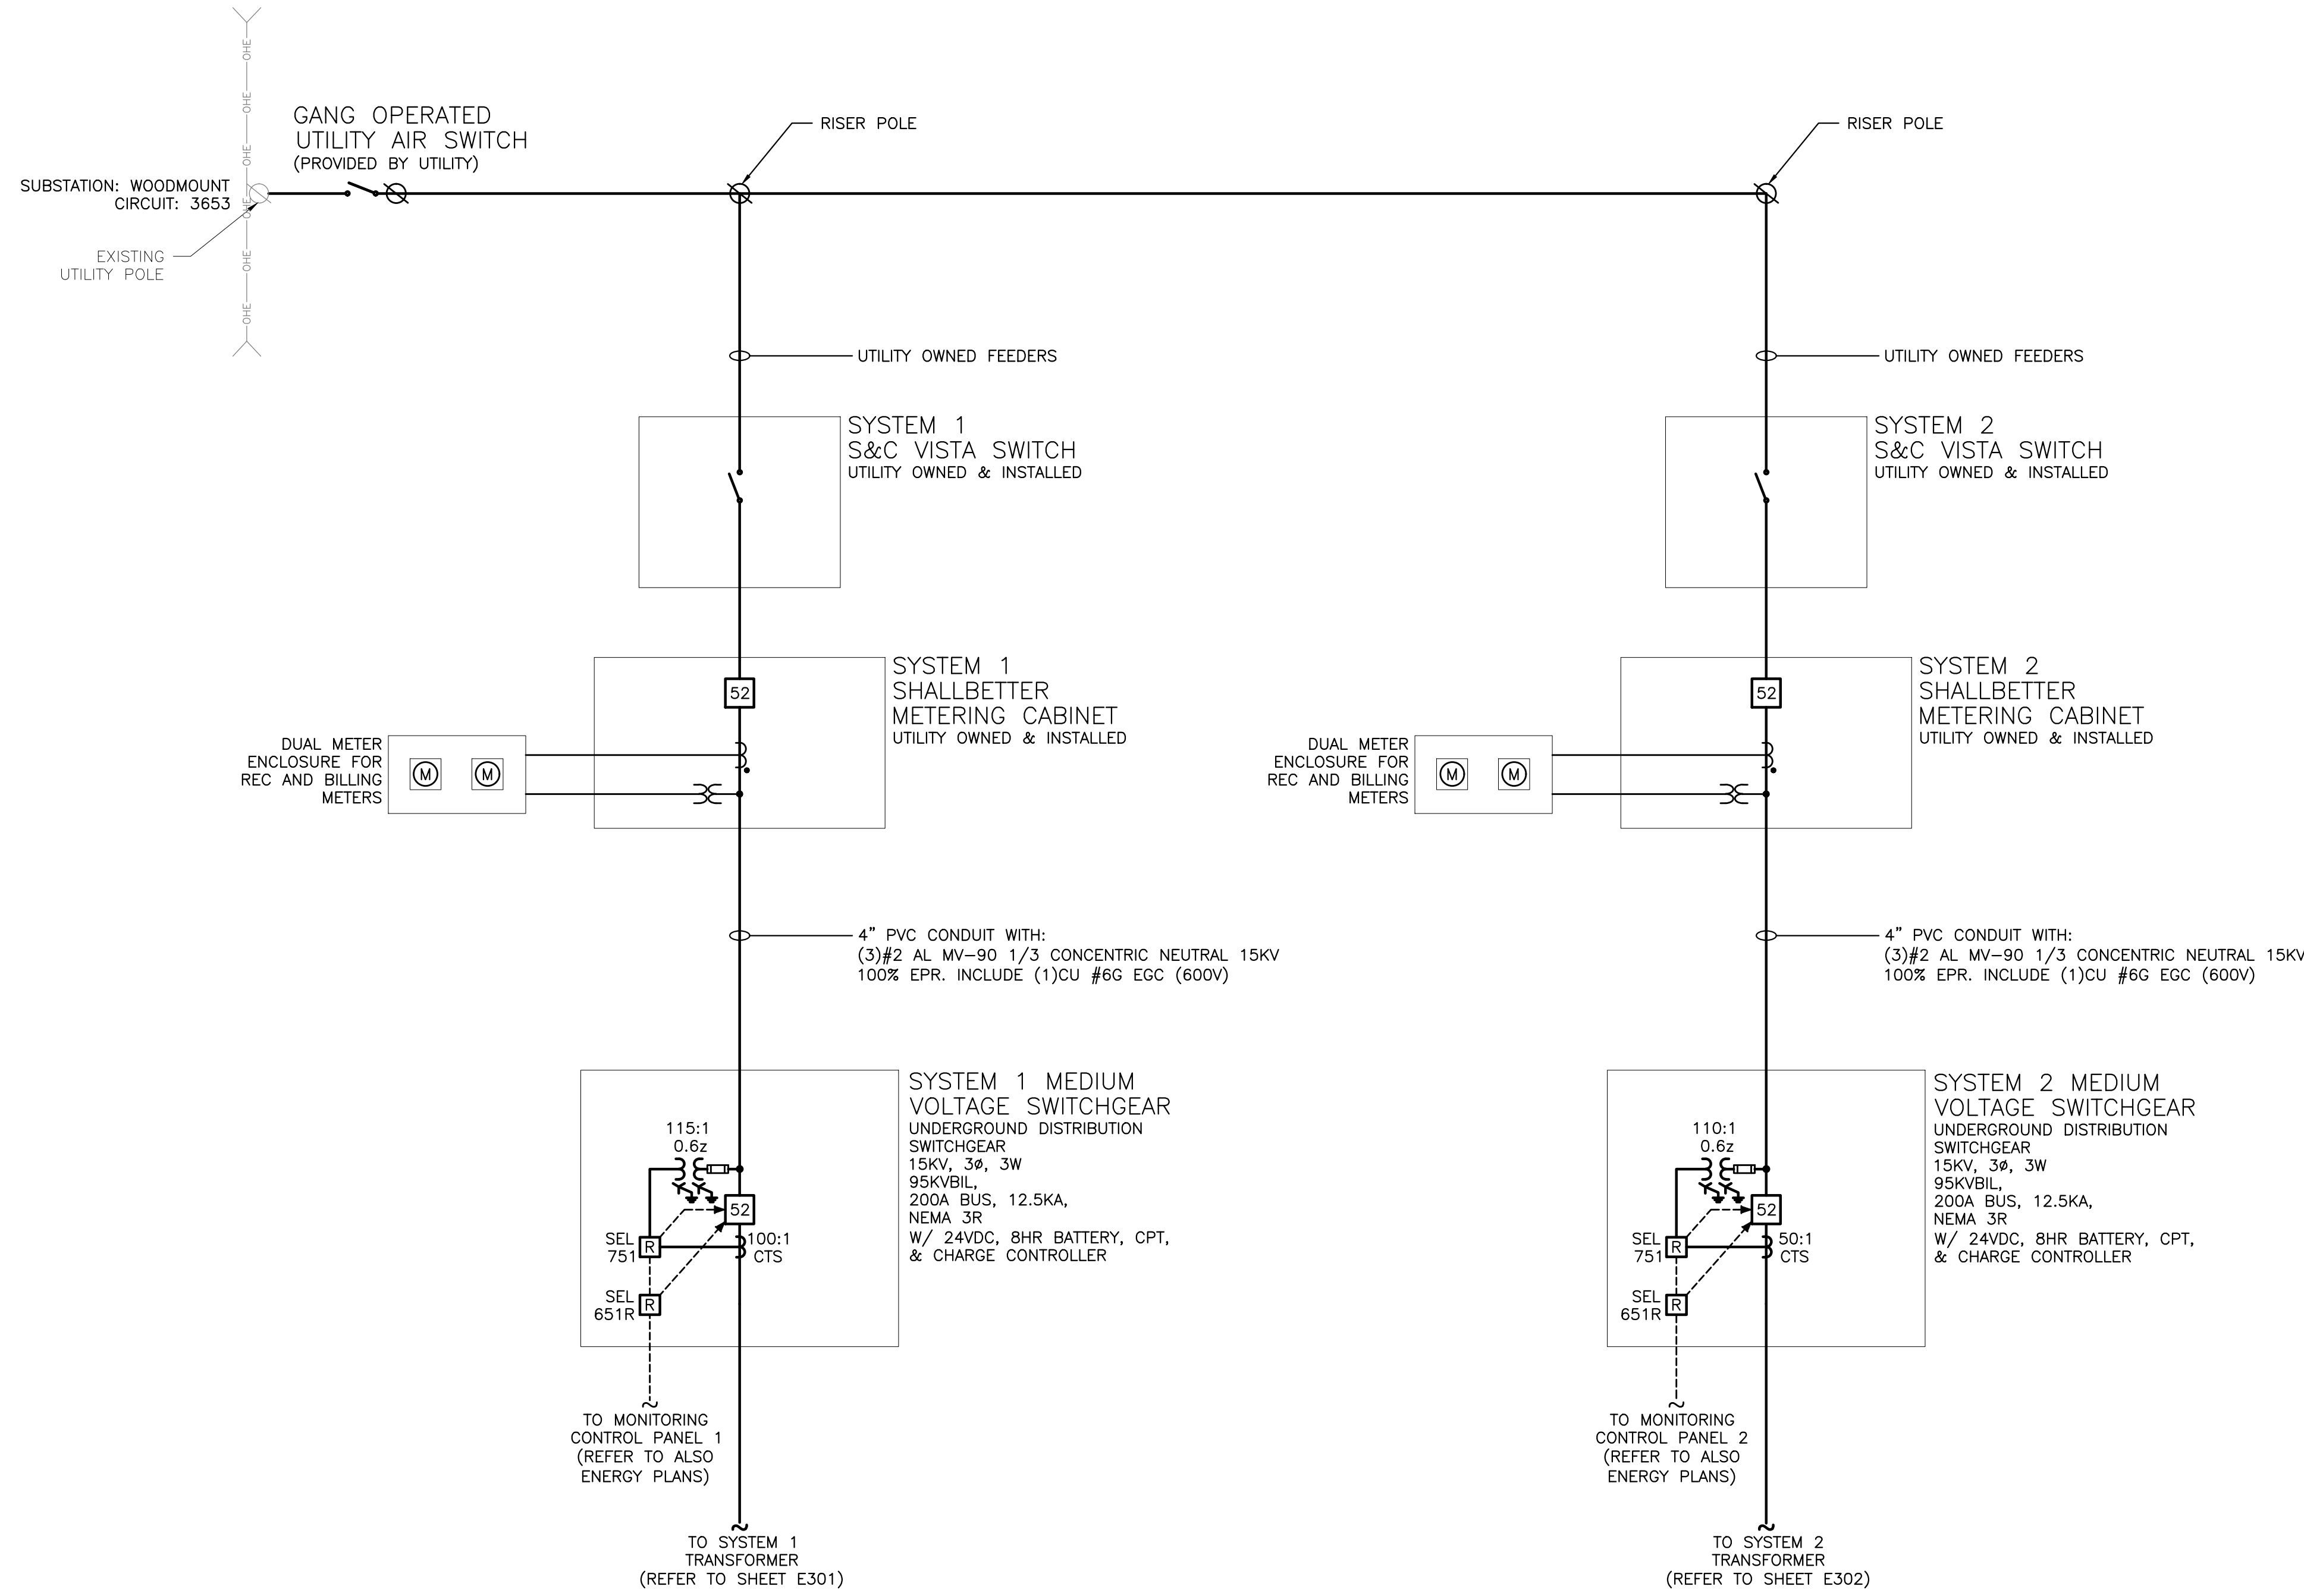 OHE
OHE
OHE
OHE
OHE
OHE
GANG OPERATED
UTILITY AIR SWITCH
(PROVIDED BY UTILITY)
SUBSTATION: WOODMOUNT
CIRCUIT: 3653
EXISTING
UTILITY POLE
RISER POLE
RISER POLE
UTILITY OWNED FEEDERS
UTILITY OWNED FEEDERS
SYSTEM 1
S&C VISTA SWITCH
UTILITY OWNED & INSTALLED
SYSTEM 2
S&C VISTA SWITCH
UTILITY OWNED & INSTALLED
52
SYSTEM 1
SHALLBETTER
METERING CABINET
UTILITY OWNED & INSTALLED
DUAL METER
ENCLOSURE FOR
REC AND BILLING
METERS
M
M
52
SYSTEM 2
SHALLBETTER
METERING CABINET
UTILITY OWNED & INSTALLED
DUAL METER
ENCLOSURE FOR
REC AND BILLING
METERS
M
M
4" PVC CONDUIT WITH:
(3)#2 AL MV-90 1/3 CONCENTRIC NEUTRAL 15KV
100% EPR. INCLUDE (1)CU #6G EGC (600V)
4" PVC CONDUIT WITH:
(3)#2 AL MV-90 1/3 CONCENTRIC NEUTRAL 15KV
100% EPR. INCLUDE (1)CU #6G EGC (600V)
SYSTEM 1 MEDIUM
VOLTAGE SWITCHGEAR
UNDERGROUND DISTRIBUTION
SWITCHGEAR
15KV, 3ø, 3W
95KVBIL,
200A BUS, 12.5KA,
NEMA 3R
W/ 24VDC, 8HR BATTERY, CPT,
& CHARGE CONTROLLER
115:1
0.6z
52
SEL
751
R
100:1
CTS
SEL
651R
R
TO MONITORING
CONTROL PANEL 1
(REFER TO ALSO
ENERGY PLANS)
TO SYSTEM 1
TRANSFORMER
(REFER TO SHEET E301)
SYSTEM 2 MEDIUM
VOLTAGE SWITCHGEAR
UNDERGROUND DISTRIBUTION
SWITCHGEAR
15KV, 3ø, 3W
95KVBIL,
200A BUS, 12.5KA,
NEMA 3R
W/ 24VDC, 8HR BATTERY, CPT,
& CHARGE CONTROLLER
110:1
0.6z
52
SEL
751
R
50:1
CTS
SEL
651R
R
TO MONITORING
CONTROL PANEL 2
(REFER TO ALSO
ENERGY PLANS)
TO SYSTEM 2
TRANSFORMER
(REFER TO SHEET E302)